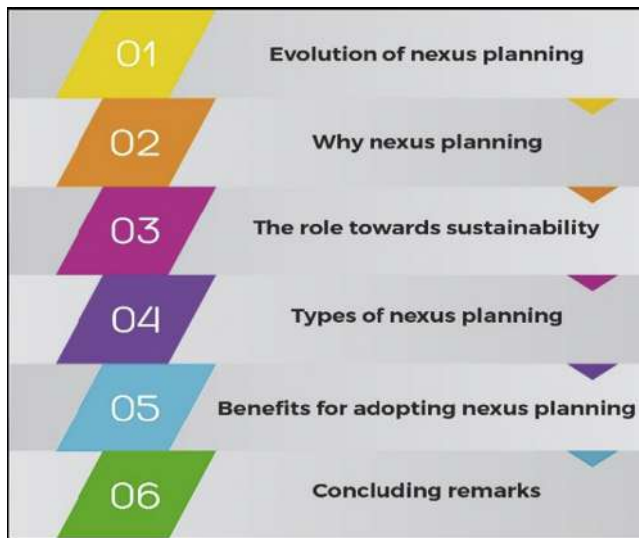 01 Evolution of nexus planning
02 Why nexus planning
03 The role towards sustainability
04 Types of nexus planning
05 Benefits for adopting nexus planning
06 Concluding remarks